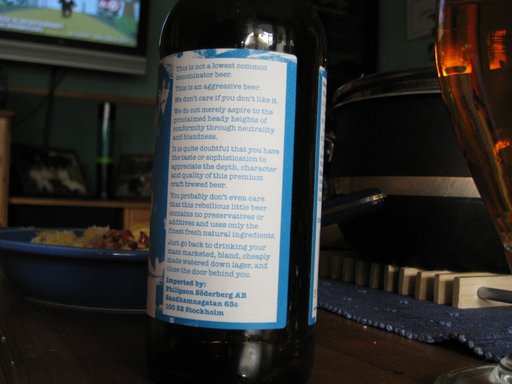 This is not a lowest common
denominator beer.
This is an aggressive beer.
We don't care if you don't like it.
We do not merely aspire to the
proclaimed heady heights of
conformity through neutrality
and blandness.
It is quite doubtful that you have
the taste or sophistication to
appreciate the depth, character
and quality of this premium
craft brewed beer.
You probably don't even care
that this rebellious little beer
contains no preservatives or
additives and uses only the
finest fresh natural ingredients.
Just go back to drinking your
mass marketed, bland, cheaply
made watered down lager, and
close the door behind you.
Imported by:
Philipson Söderberg AB
Sandhamnsgatan 63c
100 52 Stockholm